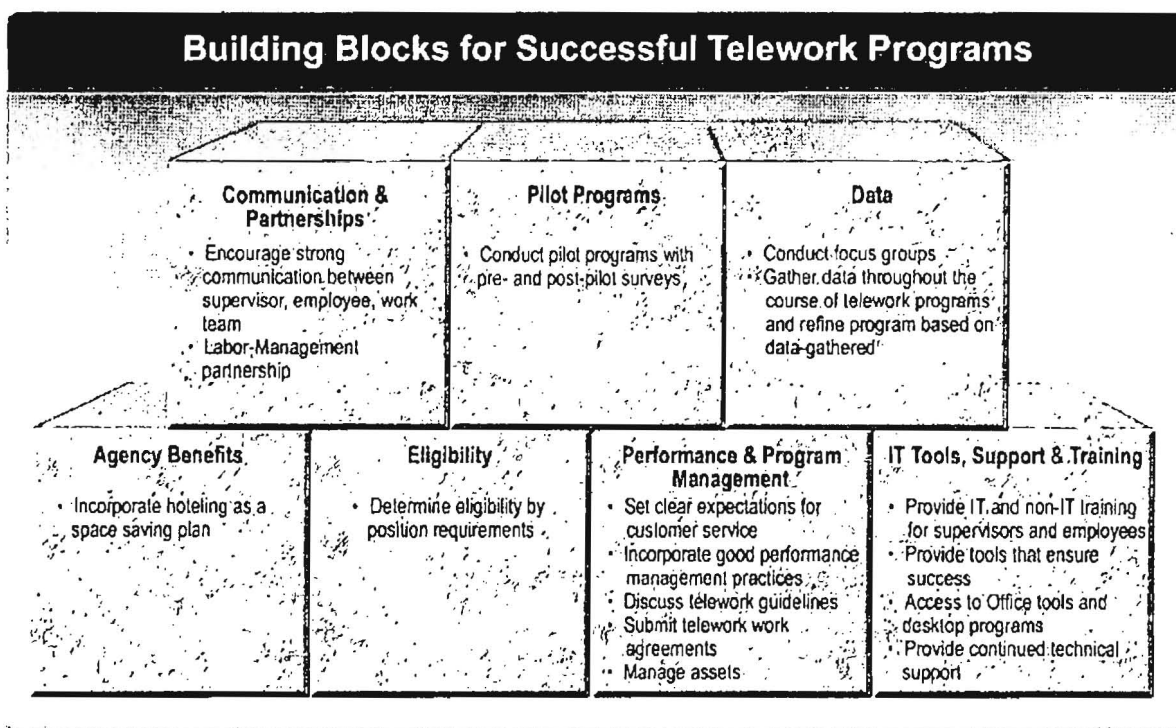 Building Blocks for Successful Telework Programs
Communication &
Partnerships
• Encourage strong
communication between
supervisor, employee, work
team
• Labor-Management
partnership
Pilot Programs
• Conduct pilot programs with
pre- and post-pilot surveys
Data
• Conduct focus groups
• Gather data throughout the
course of telework programs
and refine program based on
data gathered
Agency Benefits
• Incorporate hoteling as a
space saving plan
Eligibility
• Determine eligibility by
position requirements
Performance & Program
Management
• Set clear expectations for
customer service
• Incorporate good performance
management practices
• Discuss telework guidelines
• Submit telework work
agreements
• Manage assets
IT Tools, Support & Training
• Provide IT and non-IT training
for supervisors and employees
• Provide tools that ensure
success
• Access to Office tools and
desktop programs
• Provide continued technical
support